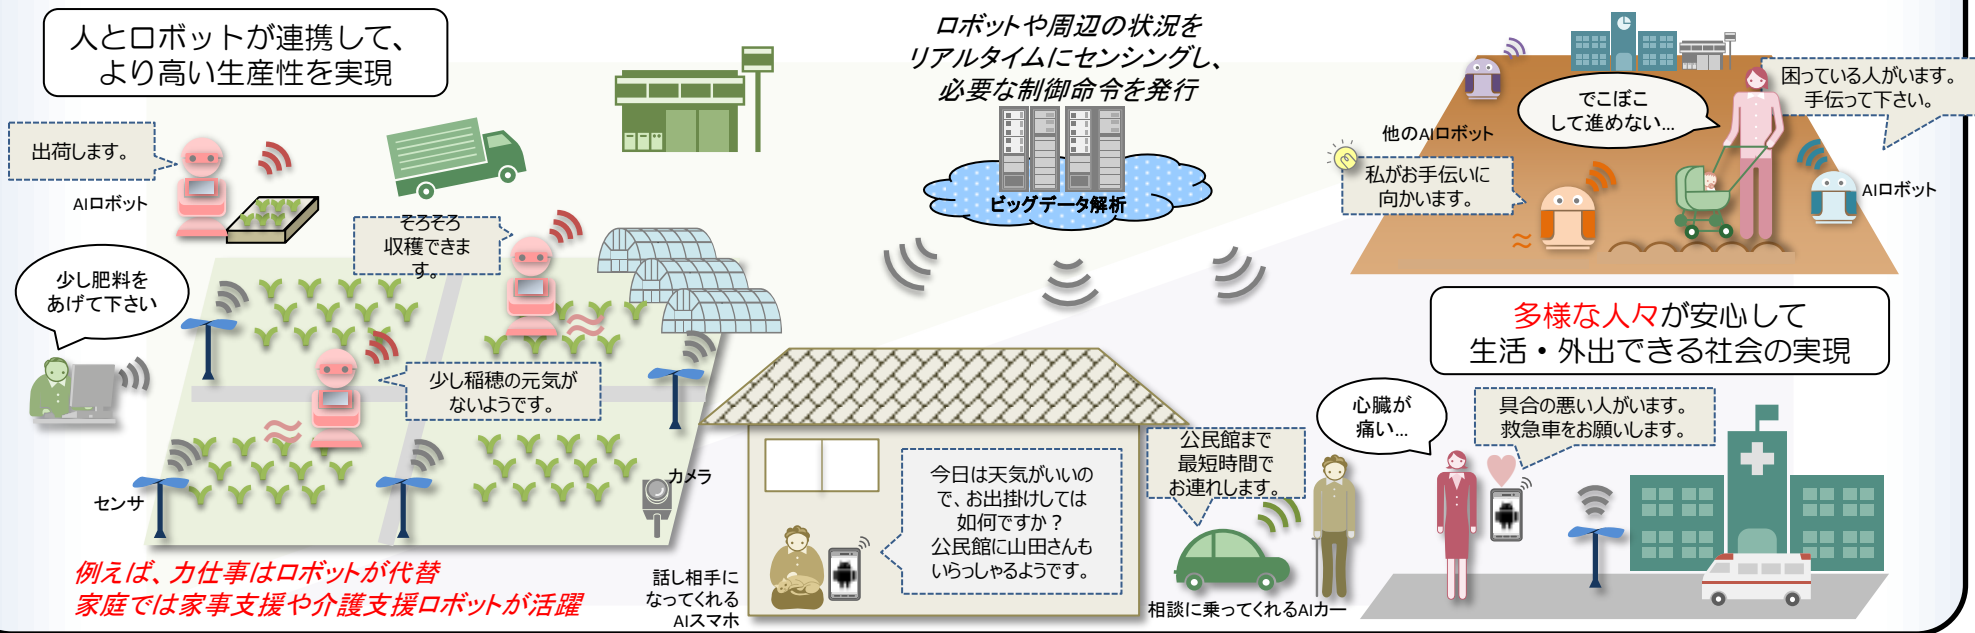 人とロボットが連携して、
より高い生産性を実現
ロボットや周辺の状況を
リアルタイムにセンシングし、
必要な制御命令を発行
ビッグデータ解析
出荷します。
AIロボット
そろそろ
収穫できま
す。
少し肥料を
あげて下さい
少し稲穂の元気が
ないようです。
センサ
カメラ
例えば、力仕事はロボットが代替
家庭では家事支援や介護支援ロボットが活躍
話し相手に
なってくれる
AIスマホ
今日は天気がいいの
で、お出掛けしては
如何ですか？
公民館に山田さんも
いらっしゃるようです。
公民館まで
最短時間で
お連れします。
相談に乗ってくれるAIカー
他のAIロボット
でこぼこ
して進めない…
困っている人がいます。
手伝って下さい。
私がお手伝いに
向かいます。
AIロボット
多様な人々が安心して
生活・外出できる社会の実現
心臓が
痛い…
具合の悪い人がいます。
救急車をお願いします。